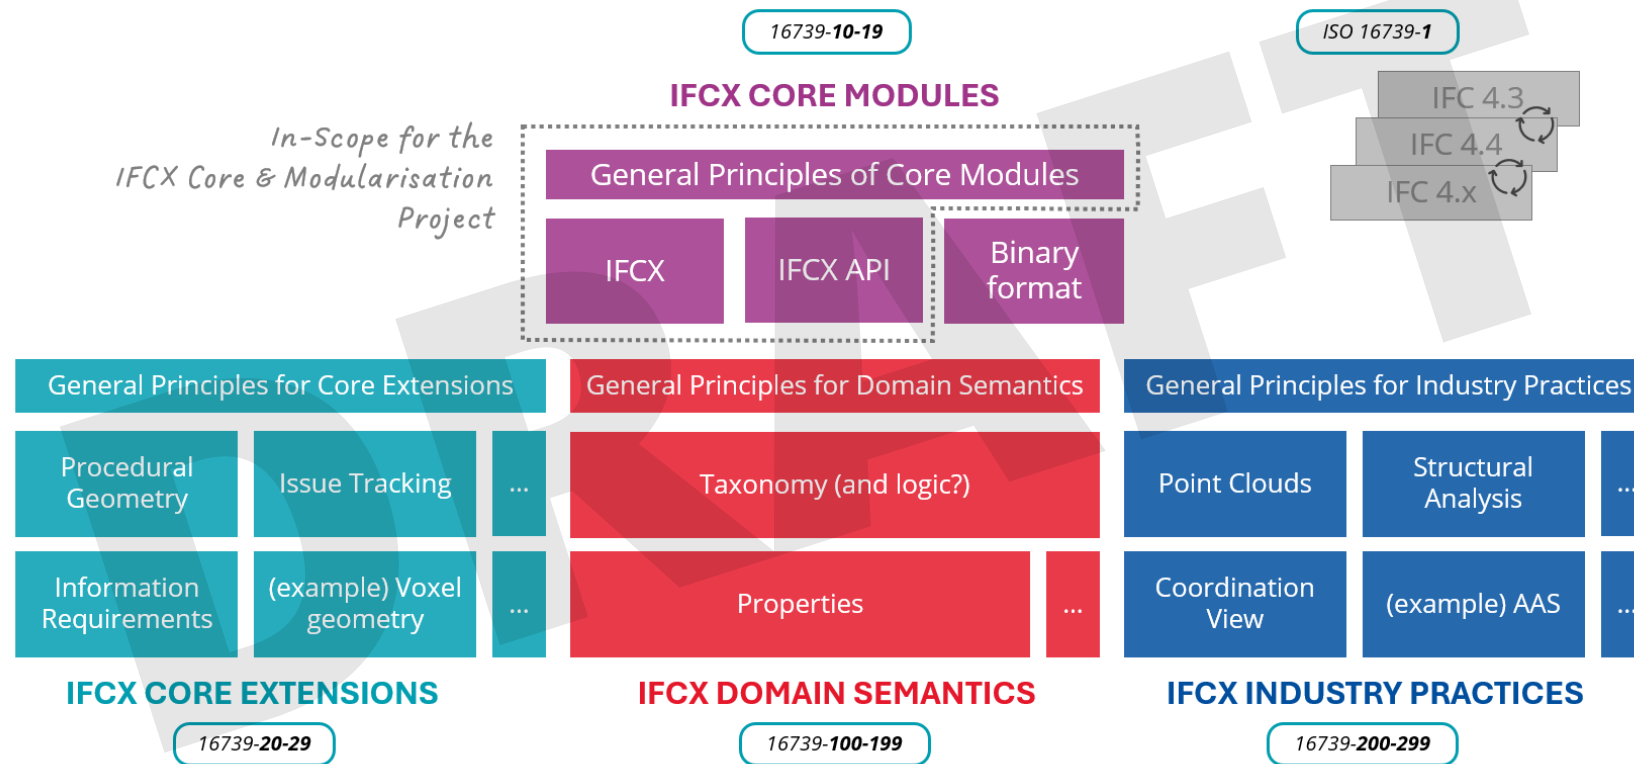 16739-10-19
ISO 16739-1
IFCX CORE MODULES
In-Scope for the
IFCX Core & Modularisation
Project
General Principles of Core Modules
IFCX
IFCX API
Binary
format
IFC 4.3
IFC 4.4
IFC 4.x
General Principles for Core Extensions
Procedural
Geometry
Issue Tracking
...
Information
Requirements
(example) Voxel
geometry
...
IFCX CORE EXTENSIONS
16739-20-29
General Principles for Domain Semantics
Taxonomy (and logic?)
Properties
...
IFCX DOMAIN SEMANTICS
16739-100-199
General Principles for Industry Practices
Point Clouds
Structural
Analysis
...
Coordination
View
(example) AAS
...
IFCX INDUSTRY PRACTICES
16739-200-299
DRAFT